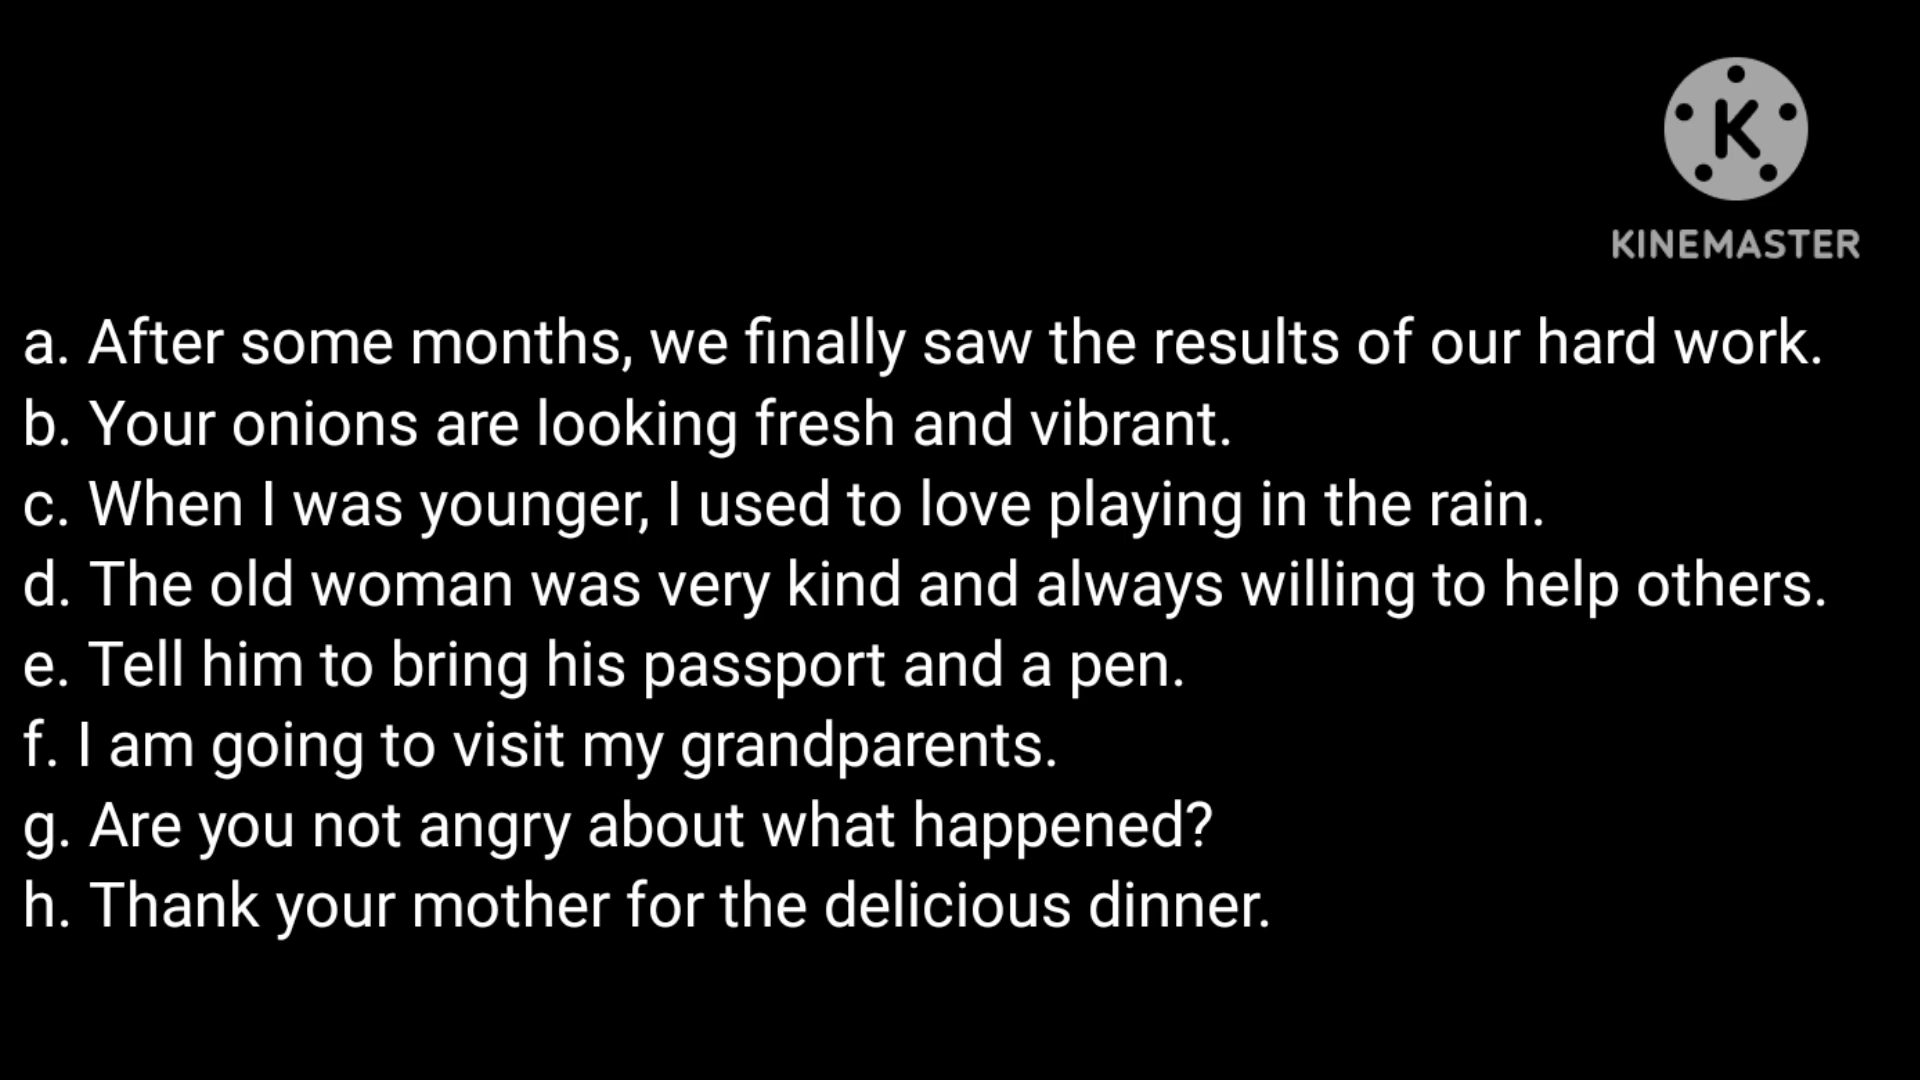 KINEMASTER
a. After some months, we finally saw the results of our hard work.
b. Your onions are looking fresh and vibrant.
c. When I was younger, I used to love playing in the rain.
d. The old woman was very kind and always willing to help others.
e. Tell him to bring his passport and a pen.
f. I am going to visit my grandparents.
g. Are you not angry about what happened?
h. Thank your mother for the delicious dinner.